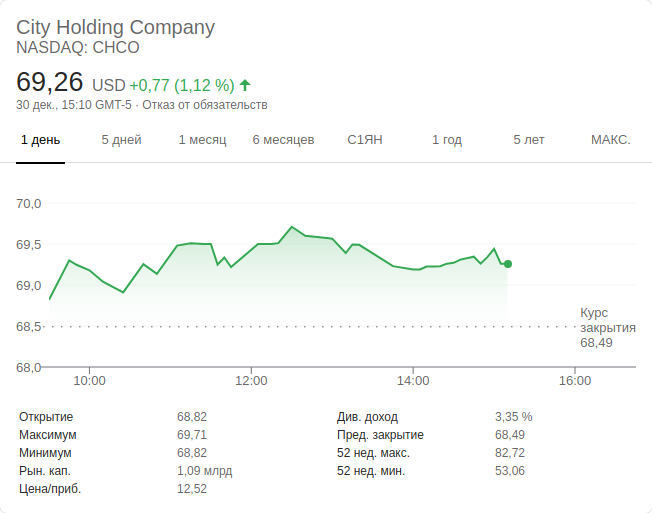 City Holding Company
NASDAQ: CHCO
69,26 USD +0,77 (1,12 %)
30 дек., 15:10 GMT-5 · Отказ от обязательств
1 день 5 дней 1 месяц 6 месяцев С1ЯН 1 год 5 лет МАКС.
70,0
69,5
69,0
68,5
68,0
Курс
закрытия
68,49
10:00 12:00 14:00 16:00
Открытие 68,82 Див. доход 3,35 %
Максимум 69,71 Пред. закрытие 68,49
Минимум 68,82 52 нед. макс. 82,72
Рын. кап. 1,09 млрд 52 нед. мин. 53,06
Цена/приб. 12,52